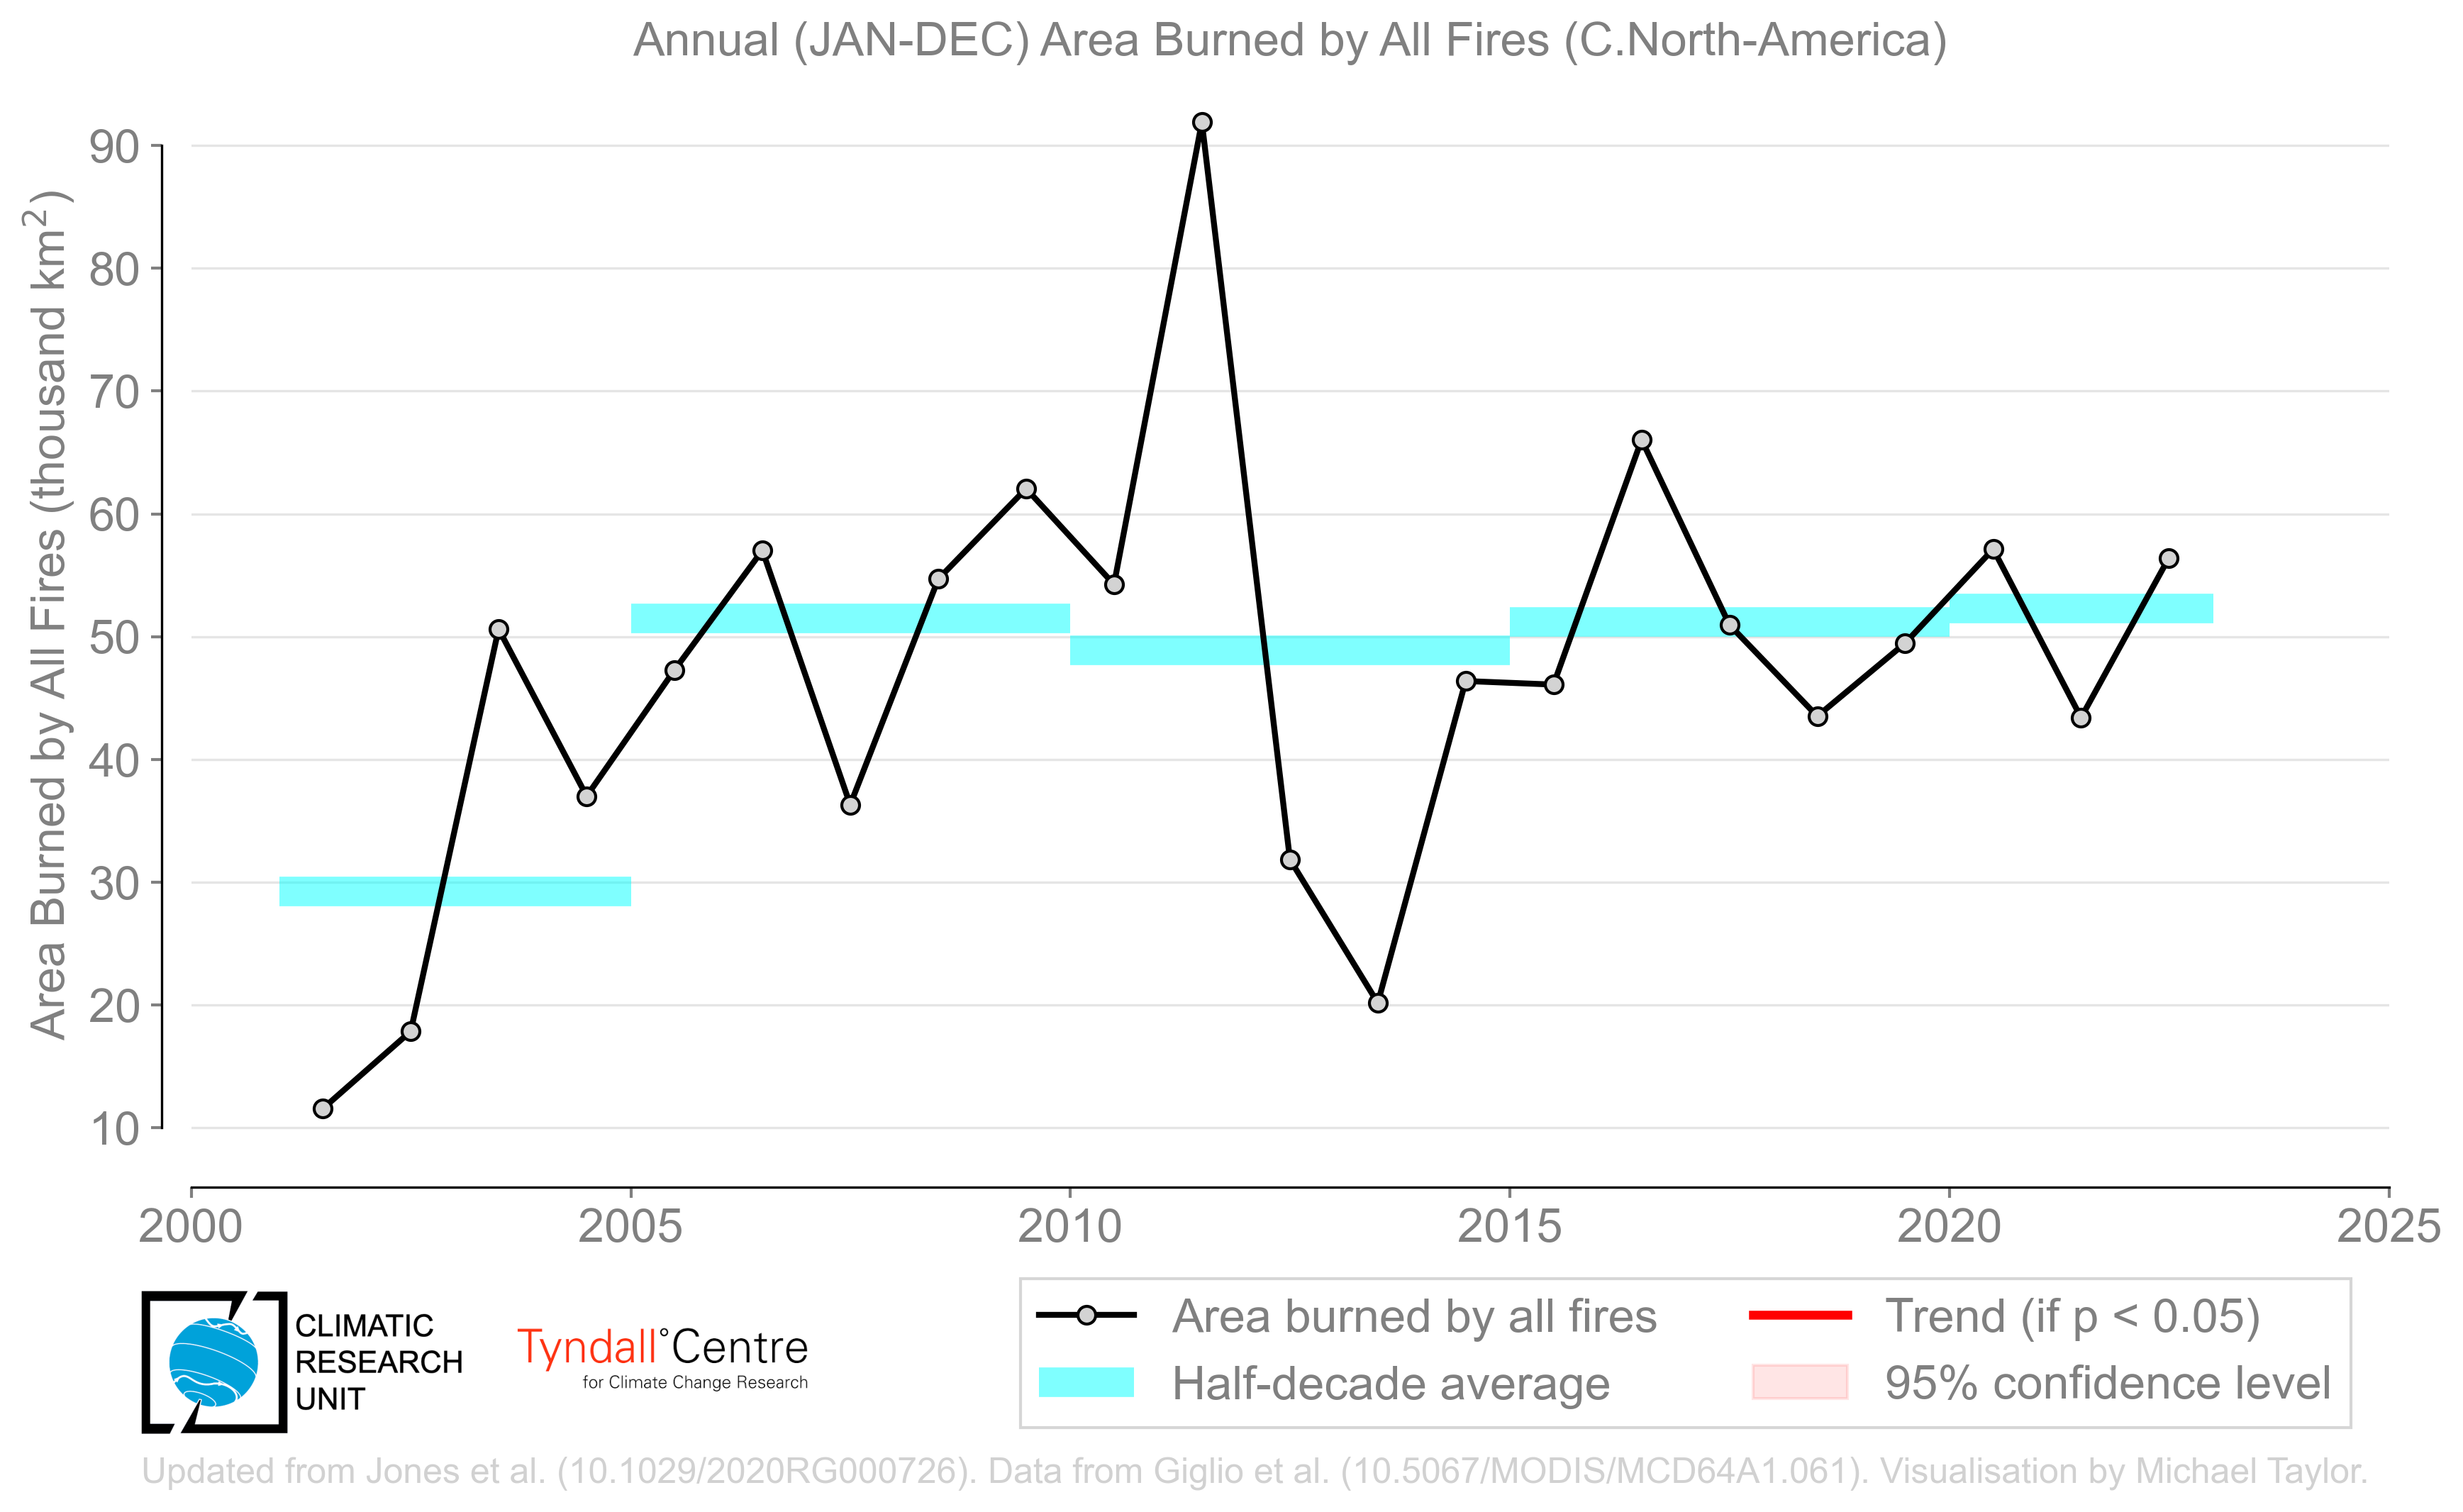 Annual (JAN-DEC) Area Burned by All Fires (C.North-America)
Area Burned by All Fires (thousand km²)
90
80
70
60
50
40
30
20
10
2000 2005 2010 2015 2020 2025
CLIMATIC
RESEARCH
UNIT
Tyndall°Centre
for Climate Change Research
Area burned by all fires
Half-decade average
Trend (if p < 0.05)
95% confidence level
Updated from Jones et al. (10.1029/2020RG000726). Data from Giglio et al. (10.5067/MODIS/MCD64A1.061). Visualisation by Michael Taylor.